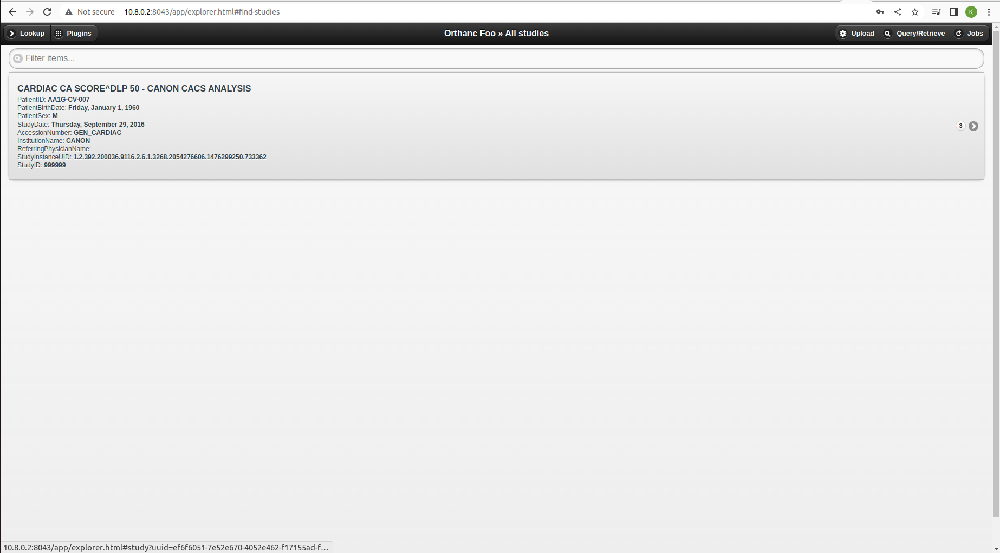 Not secure 10.8.0.2:8043/app/explorer.html#find-studies K
Lookup Plugins Orthanc Foo » All studies Upload Query/Retrieve Jobs
Filter items...
CARDIAC CA SCORE^DLP 50 - CANON CACS ANALYSIS
PatientID: AA1G-CV-007
PatientBirthDate: Friday, January 1, 1960
PatientSex: M
StudyDate: Thursday, September 29, 2016
3
AccessionNumber: GEN_CARDIAC
InstitutionName: CANON
ReferringPhysicianName:
StudyInstanceUID: 1.2.392.200036.9116.2.6.1.3268.2054276606.1476299250.733362
StudyID: 999999
10.8.0.2:8043/app/explorer.html#study?uuid=ef6f6051-7e52e670-4052e462-f17155ad-f...